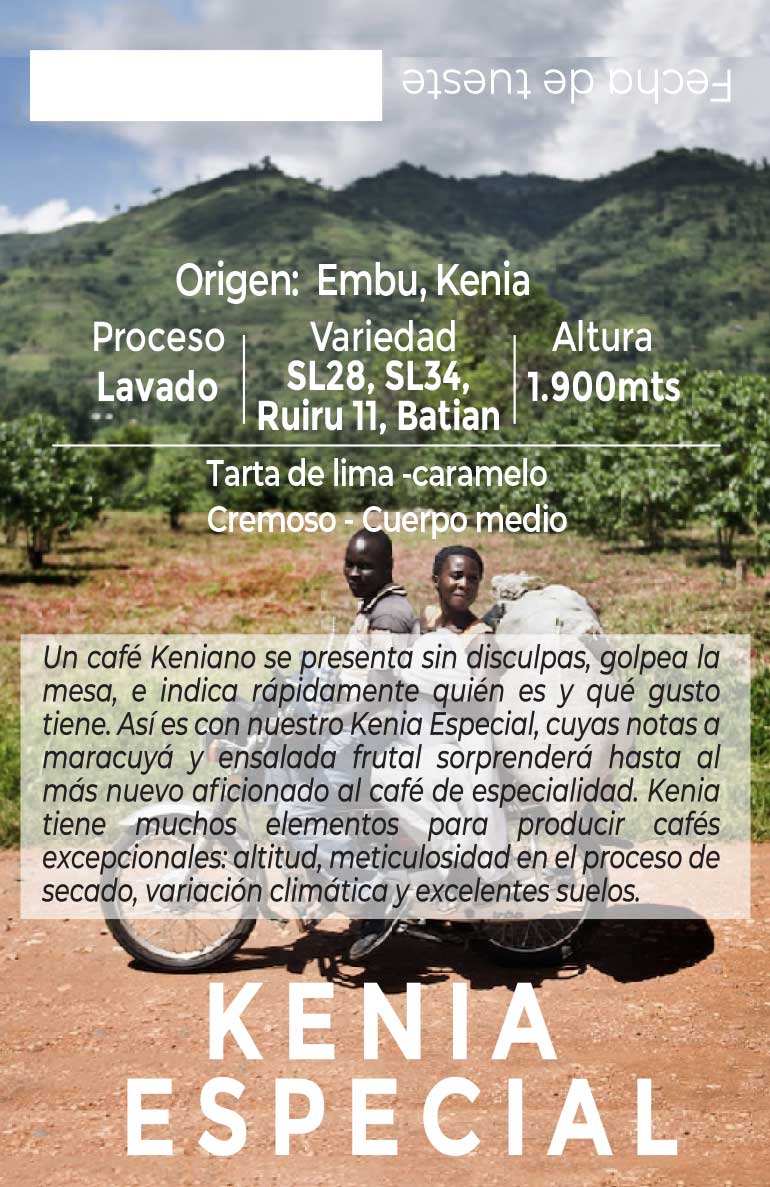 Fecha de tueste
Origen: Embu, Kenia
Proceso
Lavado
Variedad
SL28, SL34,
Ruiru 11, Batian
Altura
1.900mts
Tarta de lima -caramelo
Cremoso - Cuerpo medio
Un café Keniano se presenta sin disculpas, golpea la
mesa, e indica rápidamente quién es y qué gusto
tiene. Así es con nuestro Kenia Especial, cuyas notas a
maracuyá y ensalada frutal sorprenderá hasta al
más nuevo aficionado al café de especialidad. Kenia
tiene muchos elementos para producir cafés
excepcionales: altitud, meticulosidad en el proceso de
secado, variación climática y excelentes suelos.
KENIA
ESPECIAL